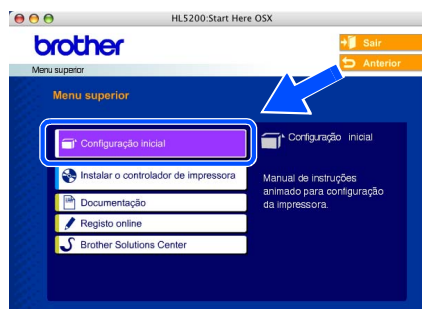 HL5200:Start Here OSX
brother
Sair
Menu superior
Anterior
Menu superior
Configuração inicial
Configuração inicial
Instalar o controlador de impressora
Manual de instruções
animado para configuração
da impressora.
Documentação
Registo online
Brother Solutions Center